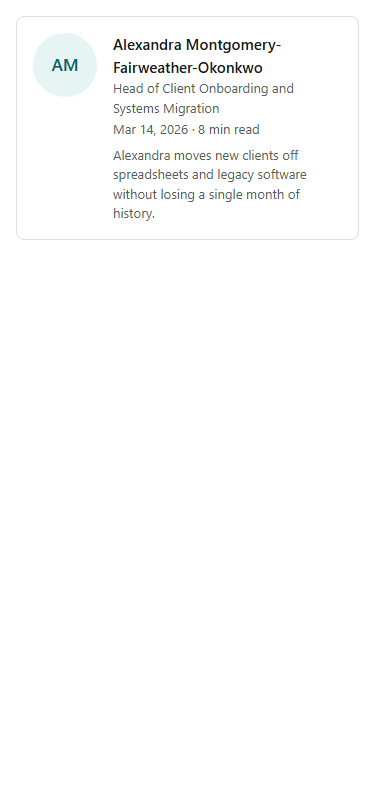 AM
Alexandra Montgomery-
Fairweather-Okonkwo
Head of Client Onboarding and
Systems Migration
Mar 14, 2026 · 8 min read
Alexandra moves new clients off
spreadsheets and legacy software
without losing a single month of
history.